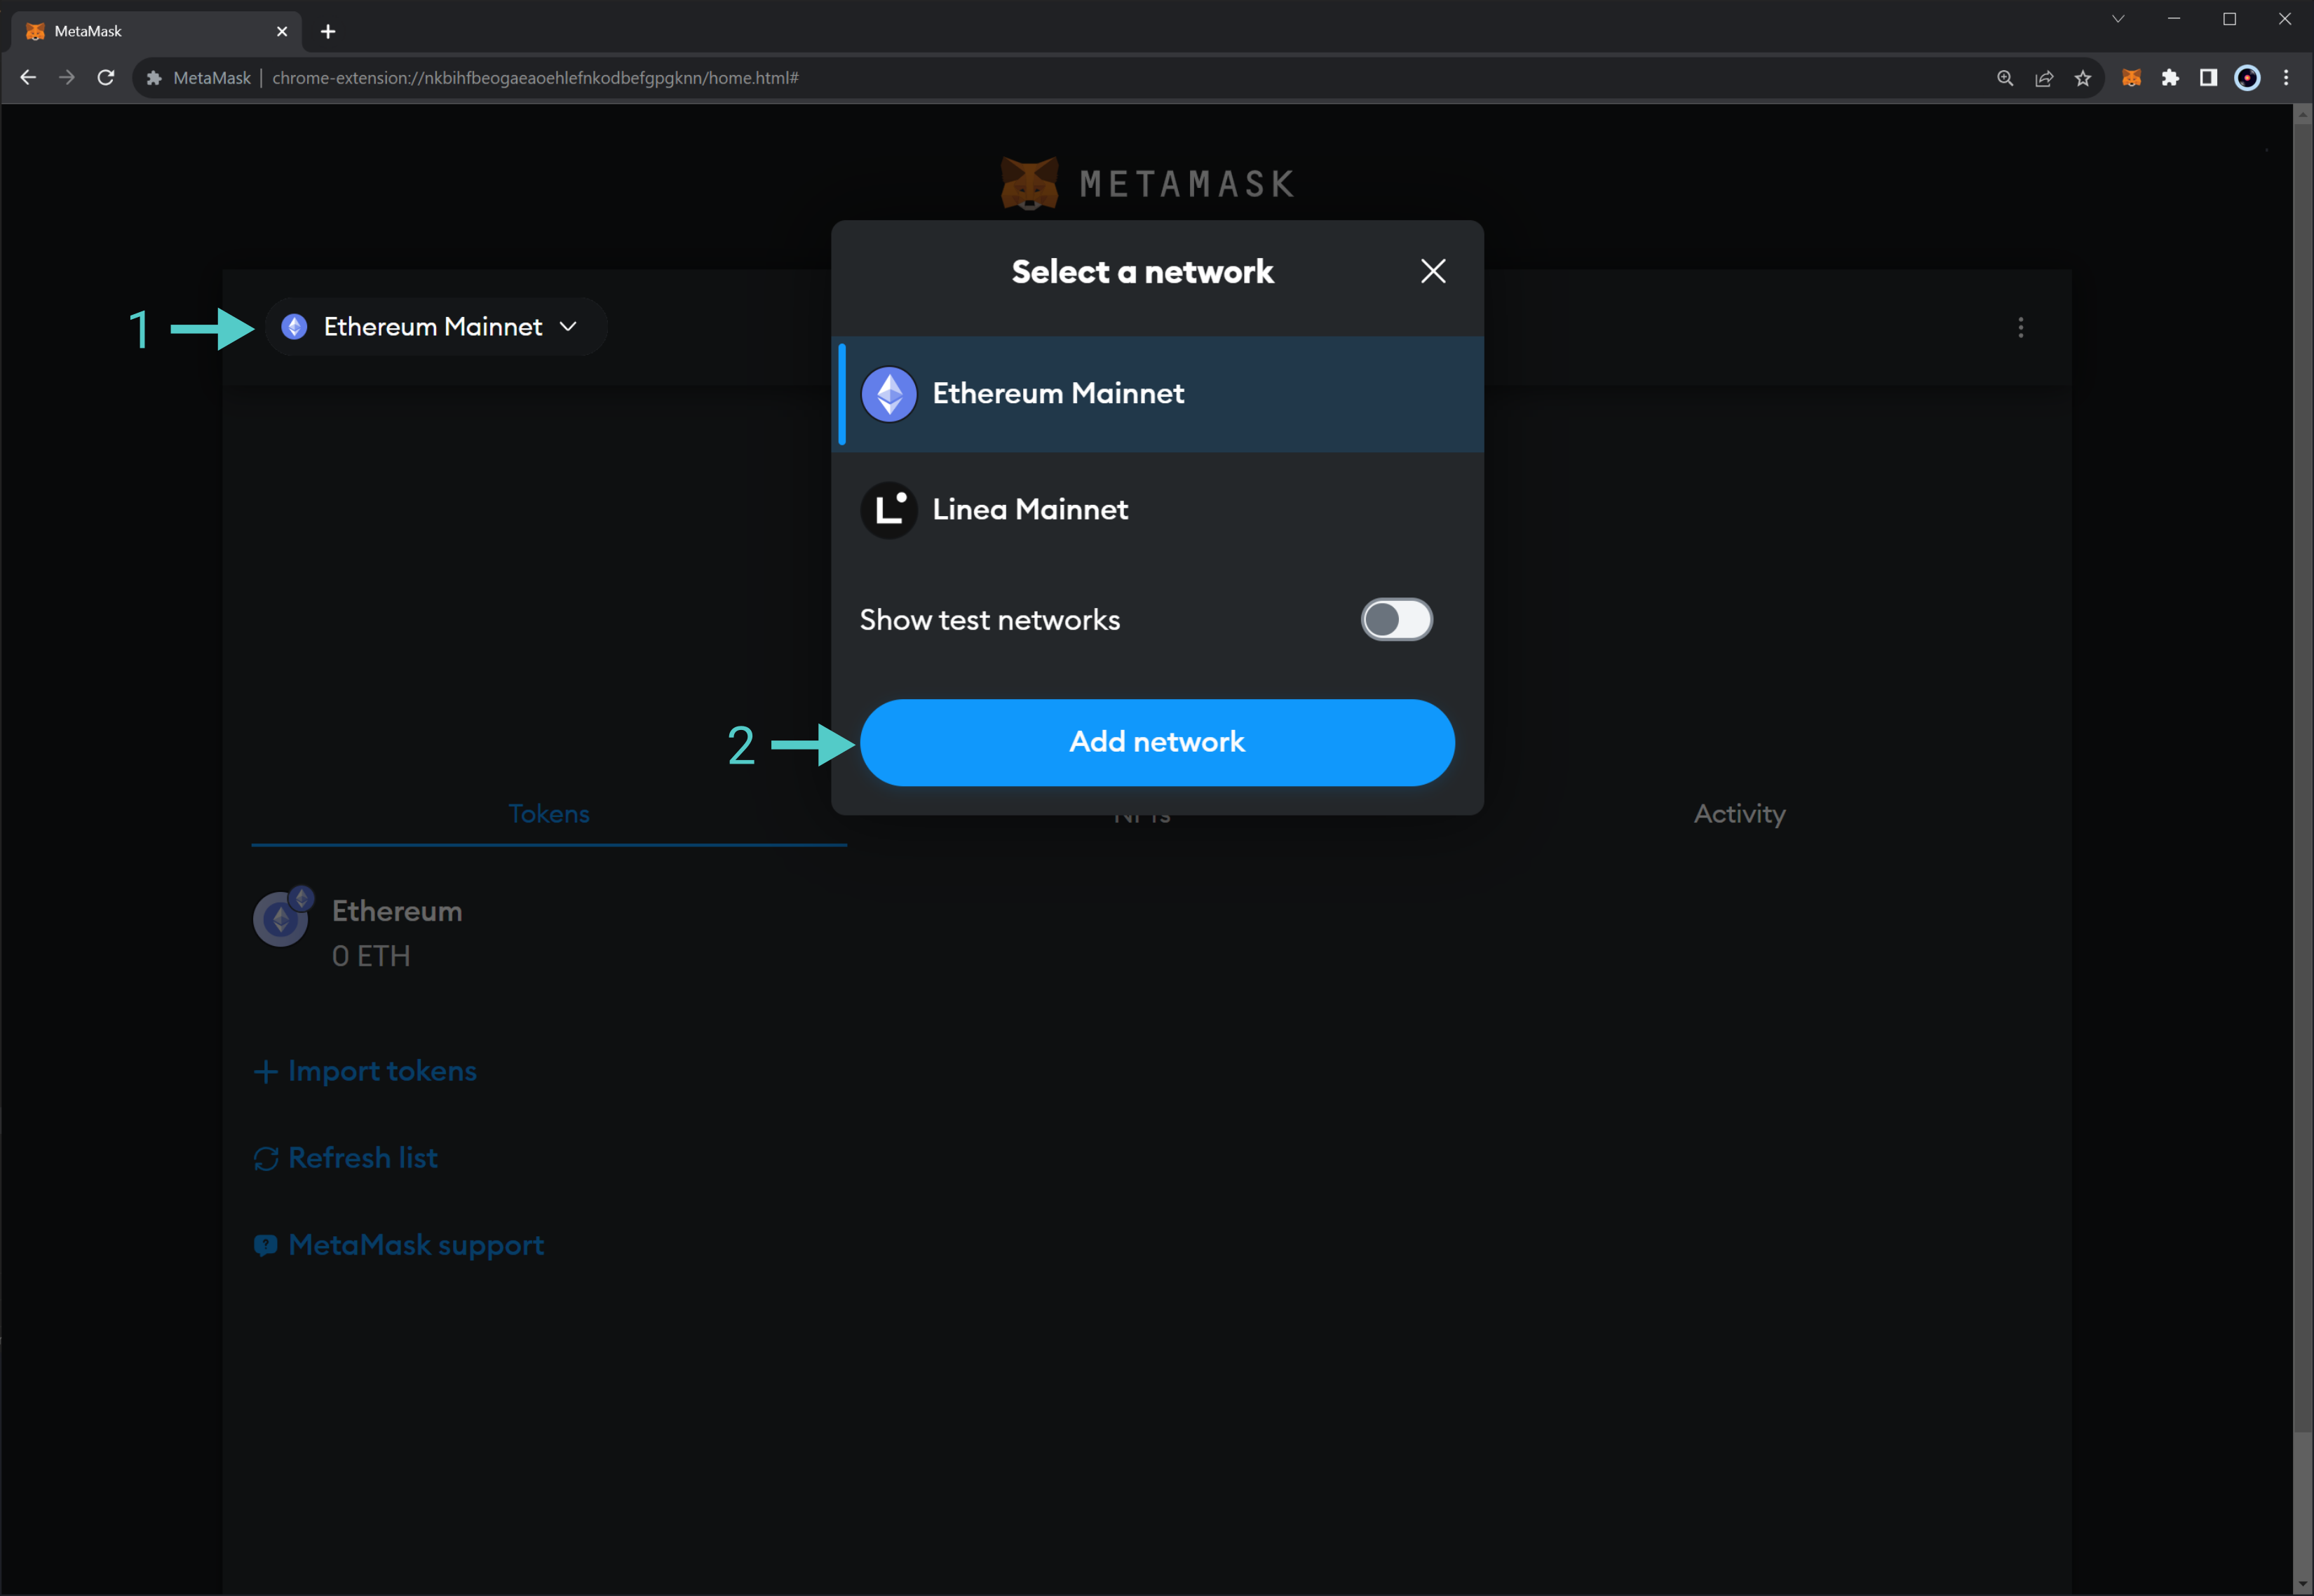 MetaMask
MetaMask | chrome-extension://nkbihfbeogaeaoehlefnkodbefgpgknn/home.html#
METAMASK
Select a network
1
Ethereum Mainnet
Ethereum Mainnet
Linea Mainnet
Show test networks
2
Add network
Tokens
NFTs
Activity
Ethereum
0 ETH
Import tokens
Refresh list
MetaMask support